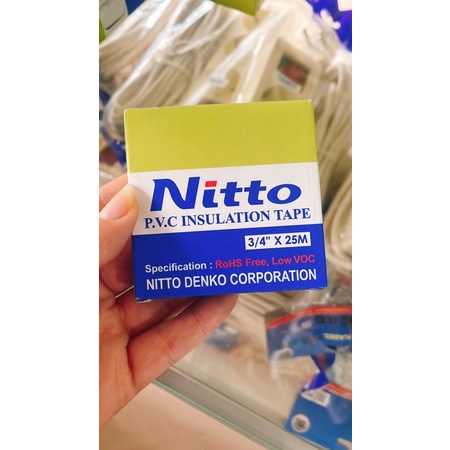 Nitto
P.V.C INSULATION TAPE
3/4" X 25M
Specification : RoHS Free, Low VOC
NITTO DENKO CORPORATION